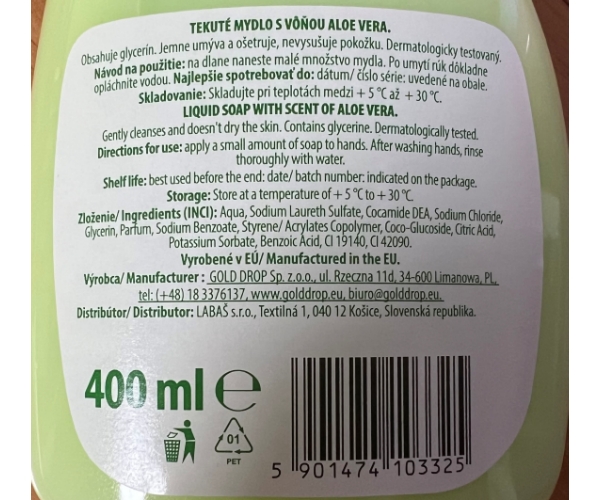 TEKUTÉ MYDLO S VÔŇOU ALOE VERA.
Obsahuje glycerín. Jemne umýva a ošetruje, nevysušuje pokožku. Dermatologicky testovaný.
Návod na použitie: na dlane naneste malé množstvo mydla. Po umytí rúk dôkladne
opláchnite vodou. Najlepšie spotrebovať do: dátum/ číslo série: uvedené na obale.
Skladovanie: Skladujte pri teplotách medzi + 5 °C až + 30 °C.
LIQUID SOAP WITH SCENT OF ALOE VERA.
Gently cleanses and doesn't dry the skin. Contains glycerine. Dermatologically tested.
Directions for use: apply a small amount of soap to hands. After washing hands, rinse
thoroughly with water.
Shelf life: best used before the end: date/ batch number: indicated on the package.
Storage: Store at a temperature of + 5 °C to + 30 °C.
Zloženie/ Ingredients (INCI): Aqua, Sodium Laureth Sulfate, Cocamide DEA, Sodium Chloride,
Glycerin, Parfum, Sodium Benzoate, Styrene/ Acrylates Copolymer, Coco-Glucoside, Citric Acid,
Potassium Sorbate, Benzoic Acid, CI 19140, CI 42090.
Vyrobené v EÚ/ Manufactured in the EU.
Výrobca/ Manufacturer : GOLD DROP Sp. z.o.o., ul. Rzeczna 11d, 34-600 Limanowa, PL,
tel: (+48) 18 3376137, www.golddrop.eu, biuro@golddrop.eu.
Distribútor/ Distributor: LABAŠ s.r.o., Textilná 1, 040 12 Košice, Slovenská republika.
400 ml e
01
PET
5 901474 103325